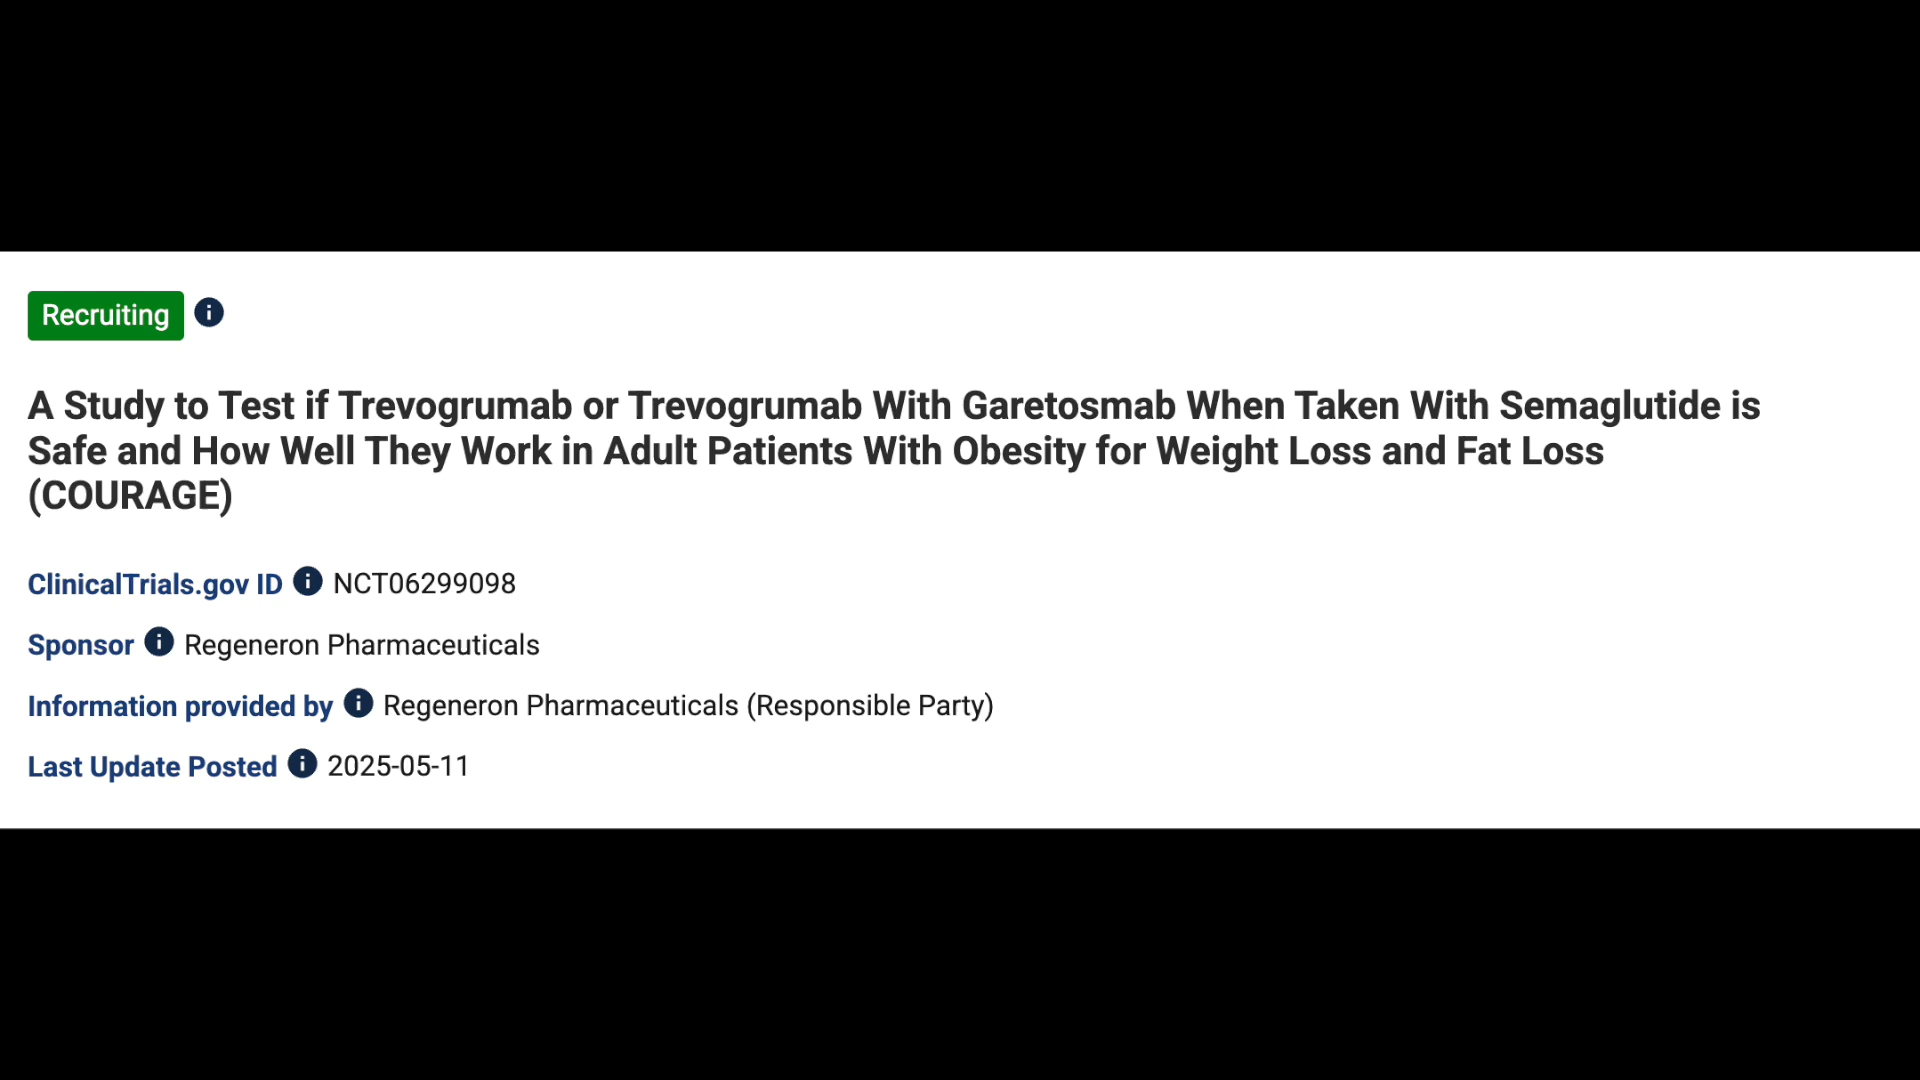 Recruiting
A Study to Test if Trevogrumab or Trevogrumab With Garetosmab When Taken With Semaglutide is
Safe and How Well They Work in Adult Patients With Obesity for Weight Loss and Fat Loss
(COURAGE)
ClinicalTrials.gov ID NCT06299098
Sponsor Regeneron Pharmaceuticals
Information provided by Regeneron Pharmaceuticals (Responsible Party)
Last Update Posted 2025-05-11